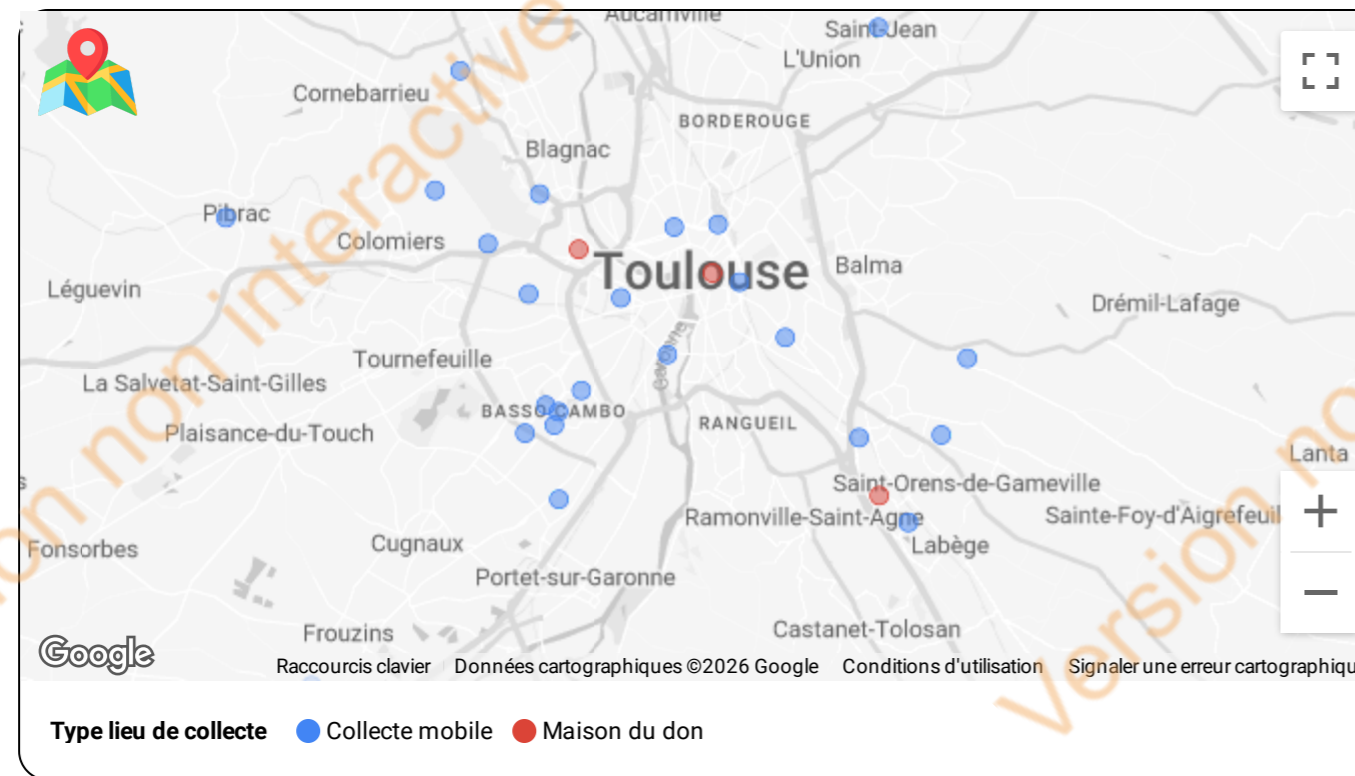 Aucamville
Saint-Jean
L'Union
Cornebarrieu
BORDEROUGE
Blagnac
Pibrac
Colomiers
Toulouse
Balma
Léguevin
Drémil-Lafage
Garonne
Tournefeuille
La Salvetat-Saint-Gilles
BASSO CAMBO
RANGUEIL
Plaisance-du-Touch
Lanta
Saint-Orens-de-Gameville
Ramonville-Saint-Agne
Sainte-Foy-d'Aigrefeuil
Labège
Fonsorbes
Cugnaux
Portet-sur-Garonne
Frouzins
Castanet-Tolosan
Google
Raccourcis clavier Données cartographiques ©2026 Google Conditions d'utilisation Signaler une erreur cartographiqu
Type lieu de collecte Collecte mobile Maison du don
on non interactive
Version no